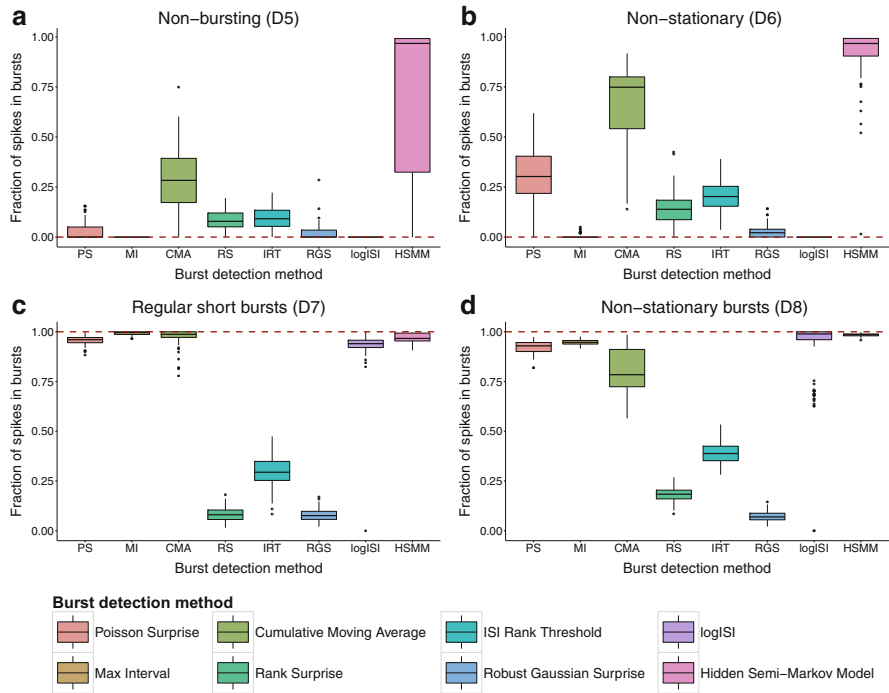 a
Non−bursting (D5)
Fraction of spikes in bursts
1.00
0.75
0.50
0.25
0.00
PS MI CMA RS IRT RGS logISI HSMM
Burst detection method
b
Non−stationary (D6)
Fraction of spikes in bursts
1.00
0.75
0.50
0.25
0.00
PS MI CMA RS IRT RGS logISI HSMM
Burst detection method
c
Regular short bursts (D7)
Fraction of spikes in bursts
1.00
0.75
0.50
0.25
0.00
PS MI CMA RS IRT RGS logISI HSMM
Burst detection method
d
Non−stationary bursts (D8)
Fraction of spikes in bursts
1.00
0.75
0.50
0.25
0.00
PS MI CMA RS IRT RGS logISI HSMM
Burst detection method
Burst detection method
Poisson Surprise Cumulative Moving Average ISI Rank Threshold logISI
Max Interval Rank Surprise Robust Gaussian Surprise Hidden Semi−Markov Model